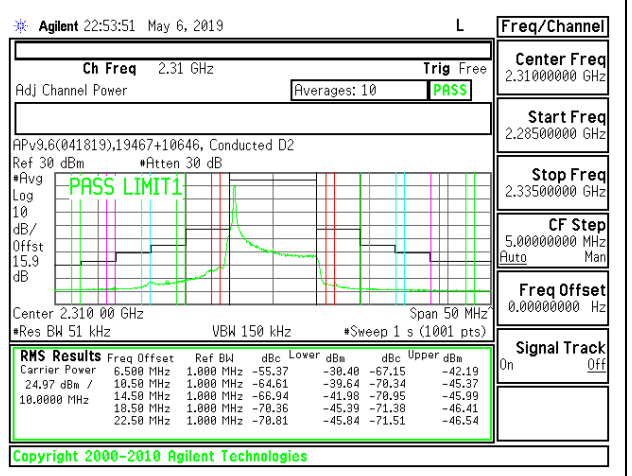 Agilent 22:53:51 May 6, 2019 L
Freq/Channel
Ch Freq 2.31 GHz Trig Free
Adj Channel Power Averages: 10 PASS
APv9.6(041819),19467+10646, Conducted D2
Ref 30 dBm #Atten 30 dB
#Avg
Log
10
dB/
Offst
15.9
dB
PASS LIMIT1
Center 2.310 00 GHz Span 50 MHz^
#Res BW 51 kHz VBW 150 kHz #Sweep 1 s (1001 pts)
RMS Results Freq Offset Ref BW dBc Lower dBm dBc Upper dBm
Carrier Power 6.500 MHz 1.000 MHz -55.37 -30.40 -67.15 -42.19
24.97 dBm / 10.50 MHz 1.000 MHz -64.61 -39.64 -70.34 -45.37
10.0000 MHz 14.50 MHz 1.000 MHz -66.94 -41.98 -70.95 -45.99
18.50 MHz 1.000 MHz -70.36 -45.39 -71.38 -46.41
22.50 MHz 1.000 MHz -70.81 -45.84 -71.51 -46.54
Copyright 2000-2010 Agilent Technologies
Center Freq
2.31000000 GHz
Start Freq
2.28500000 GHz
Stop Freq
2.33500000 GHz
CF Step
5.00000000 MHz
Auto Man
Freq Offset
0.00000000 Hz
Signal Track
On Off